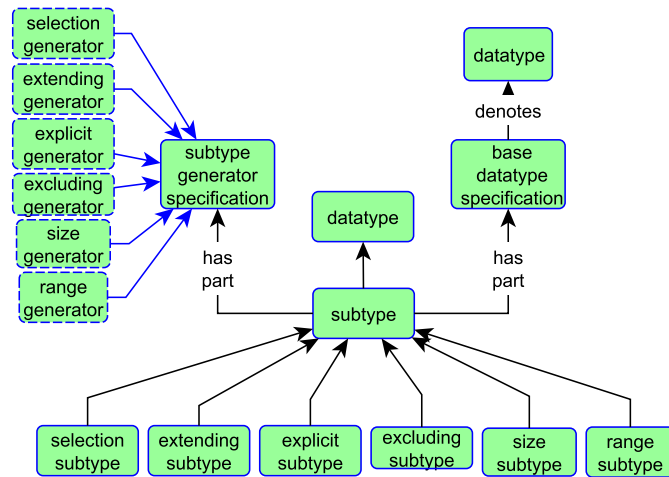 selection
generator
extending
generator
explicit
generator
excluding
generator
size
generator
range
generator
subtype
generator
specification
datatype
denotes
base
datatype
specification
datatype
has
part
has
part
subtype
selection
subtype
extending
subtype
explicit
subtype
excluding
subtype
size
subtype
range
subtype